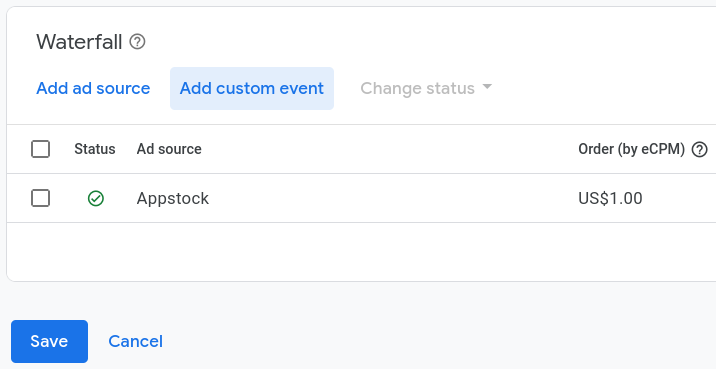 Waterfall
Add ad source Add custom event Change status
Status Ad source Order (by eCPM)
Appstock US$1.00
Save Cancel